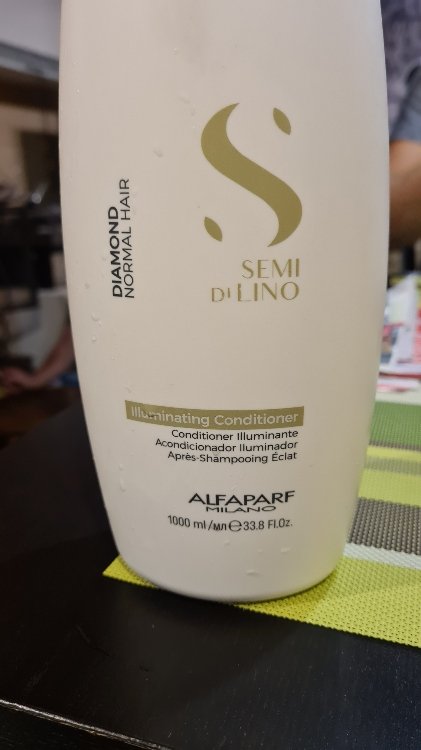 DIAMOND
NORMAL HAIR
SEMI
DI LINO
Illuminating Conditioner
Conditioner Illuminante
Acondicionador Iluminador
Après-Shampooing Éclat
ALFAPARF
MILANO
1000 ml/мл ℮ 33.8 Fl.Oz.